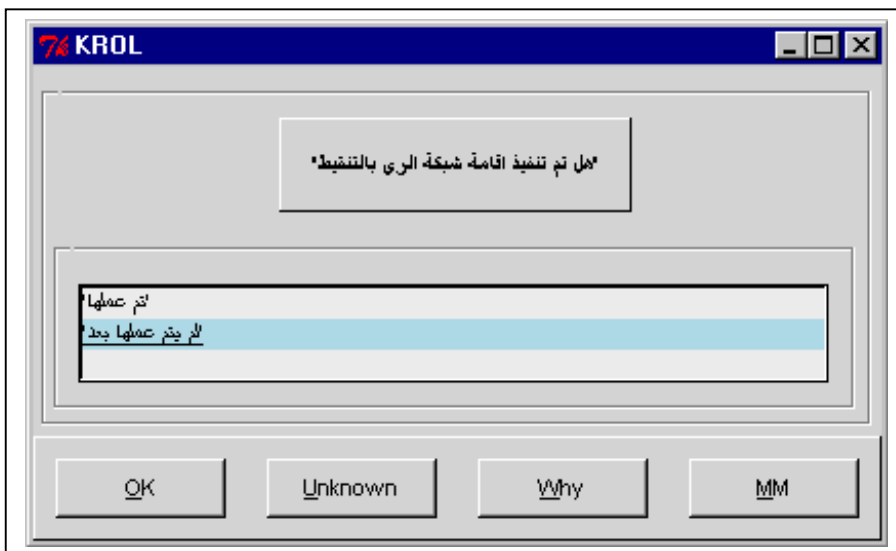 KROL
'هل تم تنفيذ اقامة شبكة الري بالتنقيط'
'تم عملها'
'لم يتم عملها بعد'
OK
Unknown
Why
MM